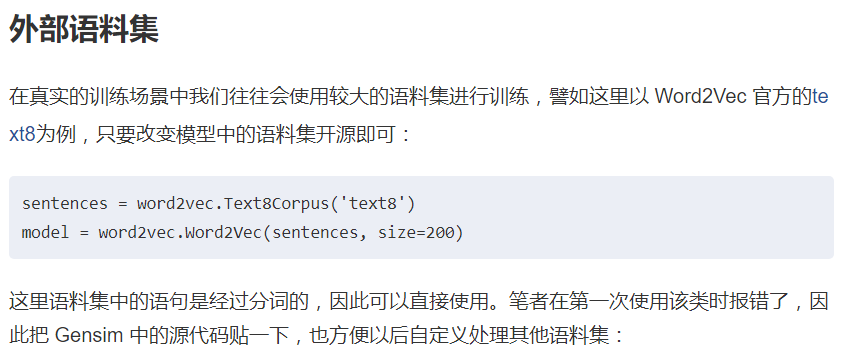 外部语料集
在真实的训练场景中我们往往会使用较大的语料集进行训练，譬如这里以 Word2Vec 官方的te
xt8为例，只要改变模型中的语料集开源即可：
sentences = word2vec.Text8Corpus('text8')
model = word2vec.Word2Vec(sentences, size=200)
这里语料集中的语句是经过分词的，因此可以直接使用。笔者在第一次使用该类时报错了，因
此把 Gensim 中的源代码贴一下，也方便以后自定义处理其他语料集：